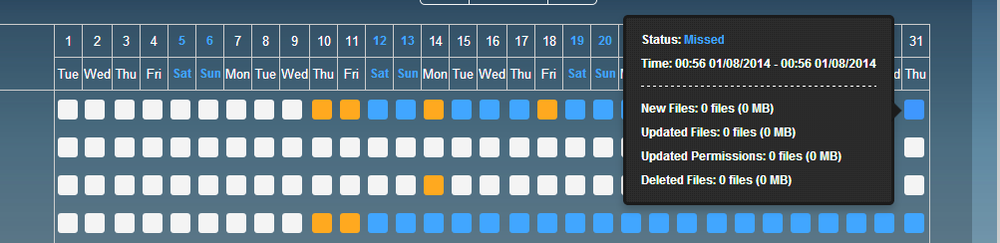 1 2 3 4 5 6 7 8 9 10 11 12 13 14 15 16 17 18 19 20 31
Tue Wed Thu Fri Sat Sun Mon Tue Wed Thu Fri Sat Sun Mon Tue Wed Thu Fri Sat Sun Thu
Status: Missed
Time: 00:56 01/08/2014 - 00:56 01/08/2014
New Files: 0 files (0 MB)
Updated Files: 0 files (0 MB)
Updated Permissions: 0 files (0 MB)
Deleted Files: 0 files (0 MB)